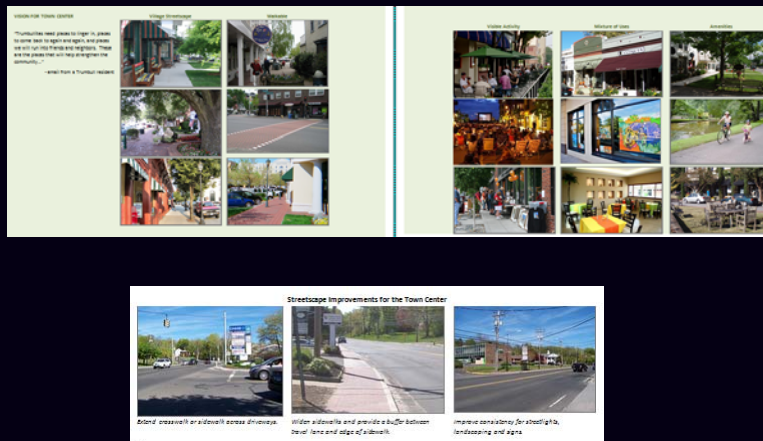 VISION FOR TOWN CENTER
"Trumbullites need places to linger in, places
to come back to again and again, and places
we will run into friends and neighbors. These
are the places that will help strengthen the
community..."
-email from a Trumbull resident
Village Streetscape
Walkable
Visible Activity
Mixture of Uses
Amenities
Streetscape Improvements for the Town Center
Extend crosswalk or sidewalk across driveways.
Widen sidewalks and provide a buffer between
travel lane and edge of sidewalk.
Improve consistency for streetlights,
landscaping and signs.